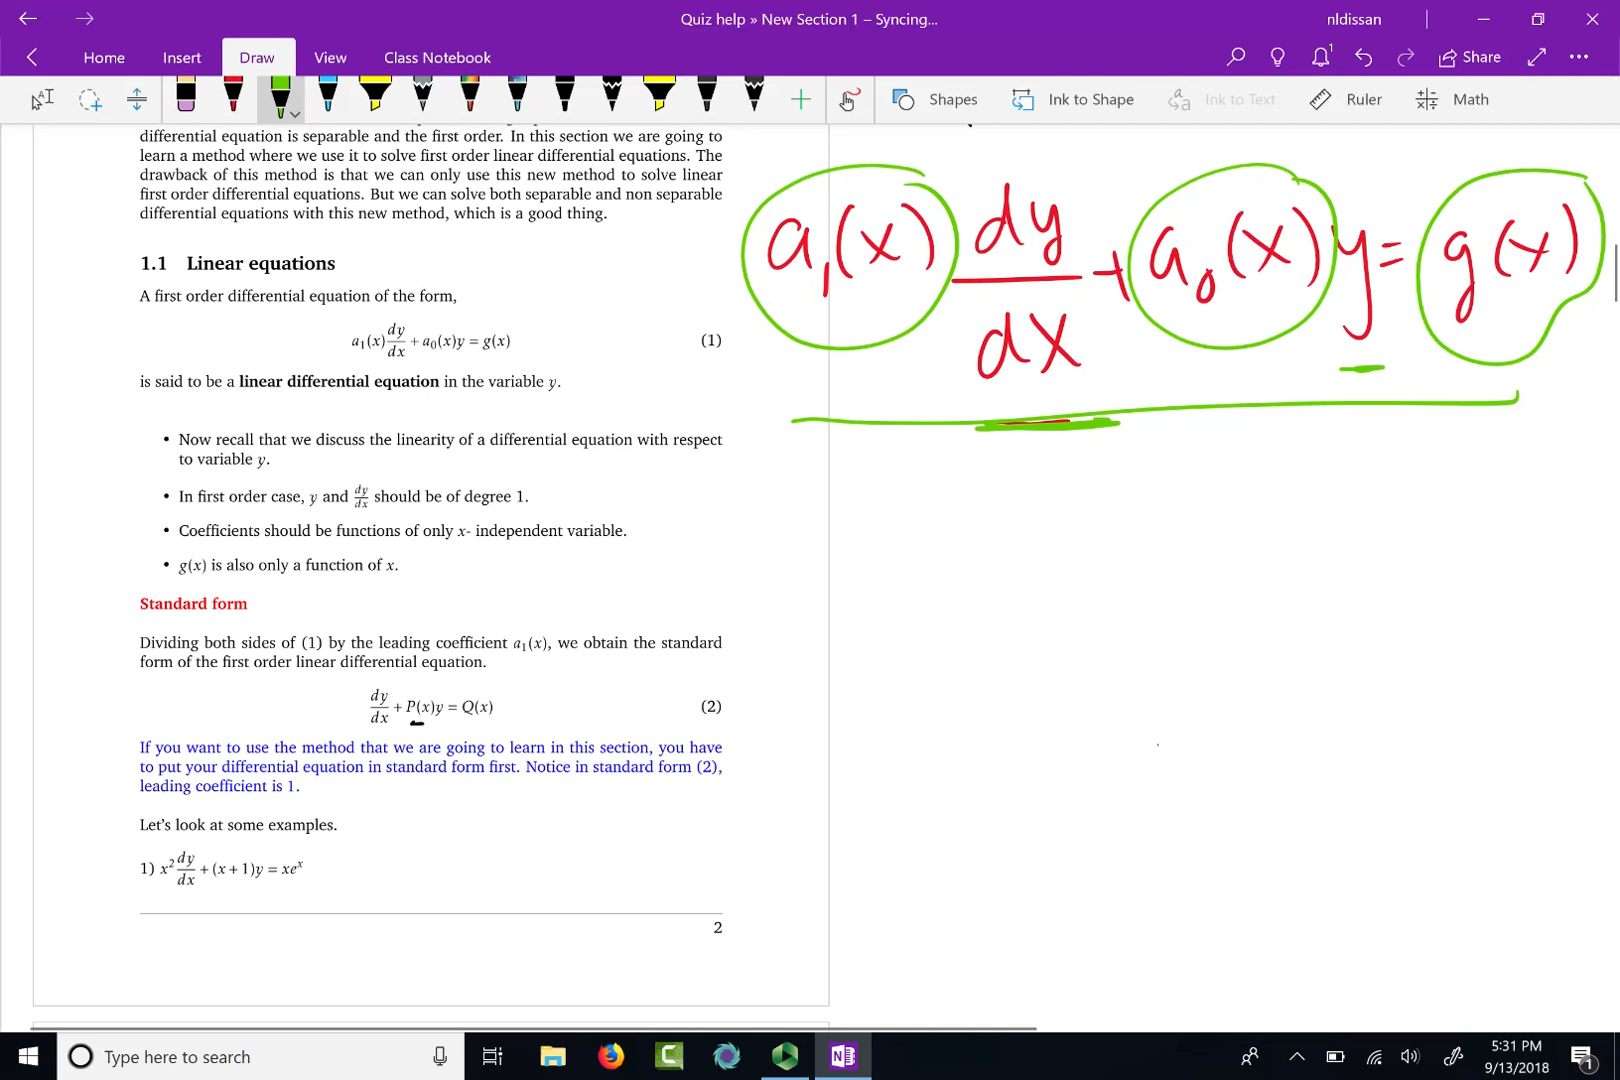 Quiz help » New Section 1 – Syncing...
nldissan
Home Insert Draw View Class Notebook
1
Share
Shapes Ink to Shape Ink to Text Ruler Math
differential equation is separable and the first order. In this section we are going to
learn a method where we use it to solve first order linear differential equations. The
drawback of this method is that we can only use this new method to solve linear
first order differential equations. But we can solve both separable and non separable
differential equations with this new method, which is a good thing.
1.1 Linear equations
A first order differential equation of the form,
a₁(x) dy/dx + a₀(x)y = g(x) (1)
is said to be a linear differential equation in the variable y.
• Now recall that we discuss the linearity of a differential equation with respect
to variable y.
• In first order case, y and dy/dx should be of degree 1.
• Coefficients should be functions of only x- independent variable.
• g(x) is also only a function of x.
Standard form
Dividing both sides of (1) by the leading coefficient a₁(x), we obtain the standard
form of the first order linear differential equation.
dy/dx + P(x)y = Q(x) (2)
If you want to use the method that we are going to learn in this section, you have
to put your differential equation in standard form first. Notice in standard form (2),
leading coefficient is 1.
Let's look at some examples.
1) x² dy/dx + (x + 1)y = xeˣ
2
a₁(x) dy/dx + a₀(x) y = g(x)
Type here to search
5:31 PM
9/13/2018
1